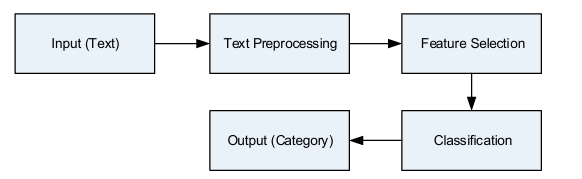 Input (Text)
Text Preprocessing
Feature Selection
Classification
Output (Category)